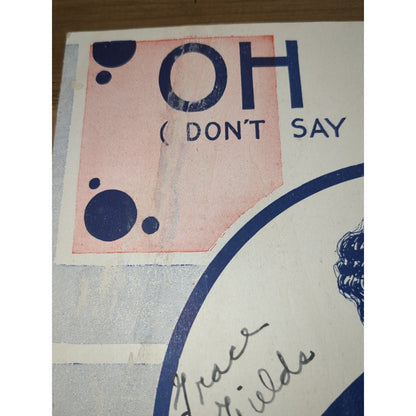 OH
( DON'T SAY
Grace
Fields